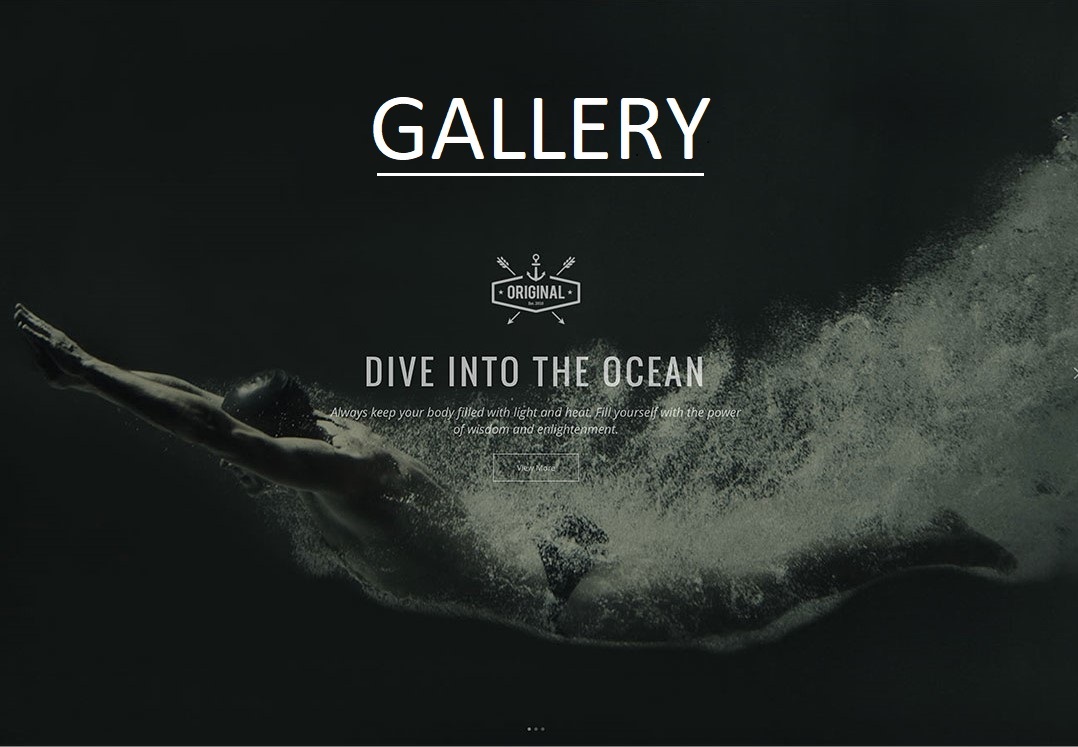 GALLERY
ORIGINAL
Est. 2010
DIVE INTO THE OCEAN
Always keep your body filled with light and heat. Fill yourself with the power
of wisdom and enlightenment.
View More